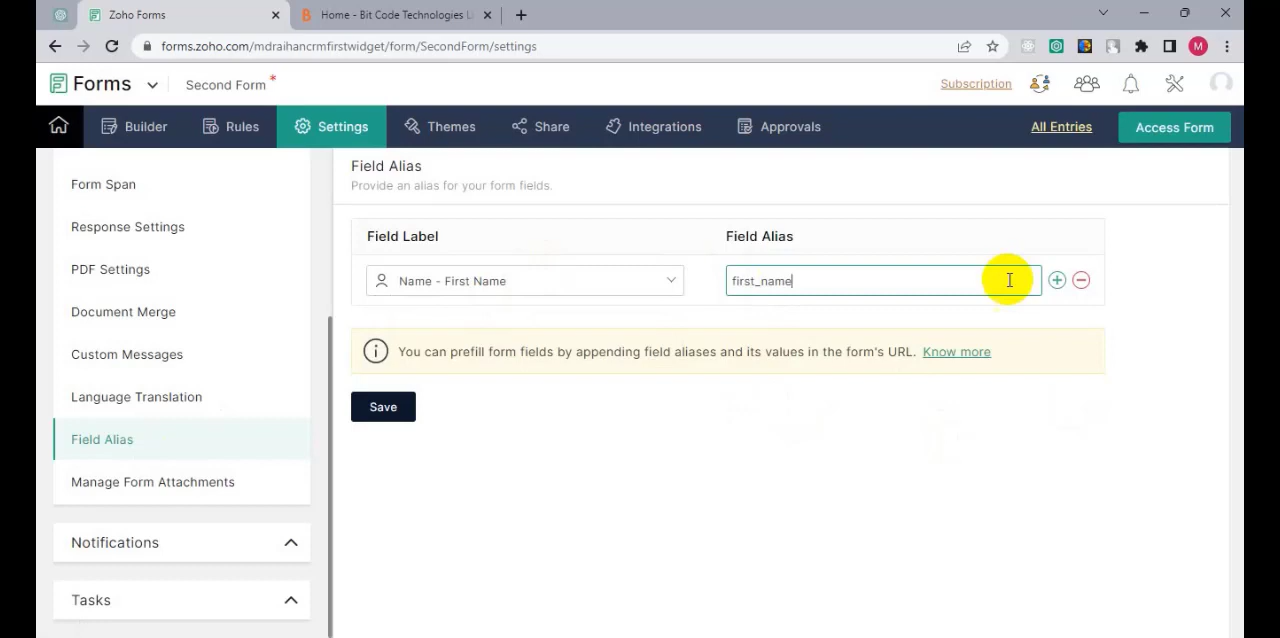 Zoho Forms
Home - Bit Code Technologies L
forms.zoho.com/mdraihancrmfirstwidget/form/SecondForm/settings
M
Forms
Second Form *
Subscription
Builder
Rules
Settings
Themes
Share
Integrations
Approvals
All Entries
Access Form
Form Span
Response Settings
PDF Settings
Document Merge
Custom Messages
Language Translation
Field Alias
Manage Form Attachments
Notifications
Tasks
Field Alias
Provide an alias for your form fields.
Field Label
Field Alias
Name - First Name
first_name
You can prefill form fields by appending field aliases and its values in the form's URL. Know more
Save